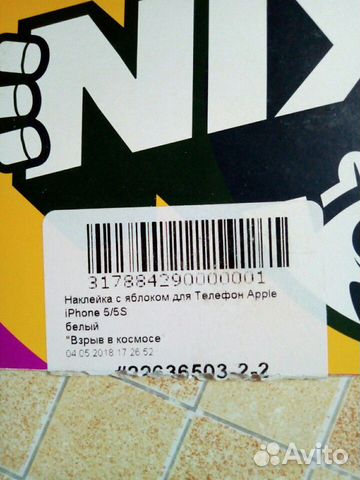 NIX
317884290000001
Наклейка с яблоком для Телефон Apple
iPhone 5/5S
белый
"Взрыв в космосе
04.05.2018 17:26:52
#22636503-2-2
Avito